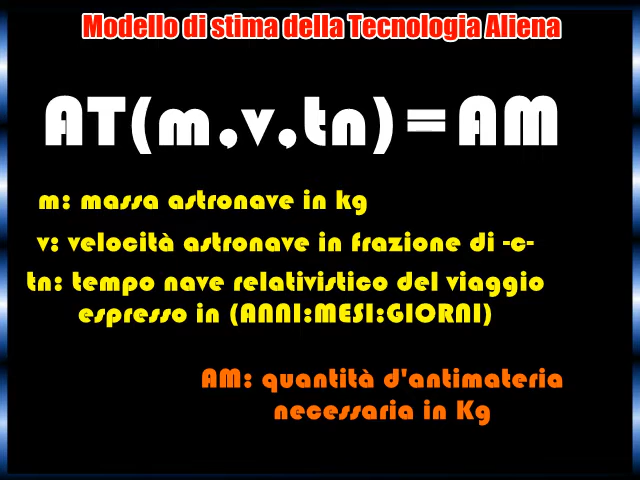 Modello di stima della Tecnologia Aliena
AT(m,v,tn)=AM
m: massa astronave in kg
v: velocità astronave in frazione di -c-
tn: tempo nave relativistico del viaggio
espresso in (ANNI:MESI:GIORNI)
AM: quantità d'antimateria
necessaria in Kg